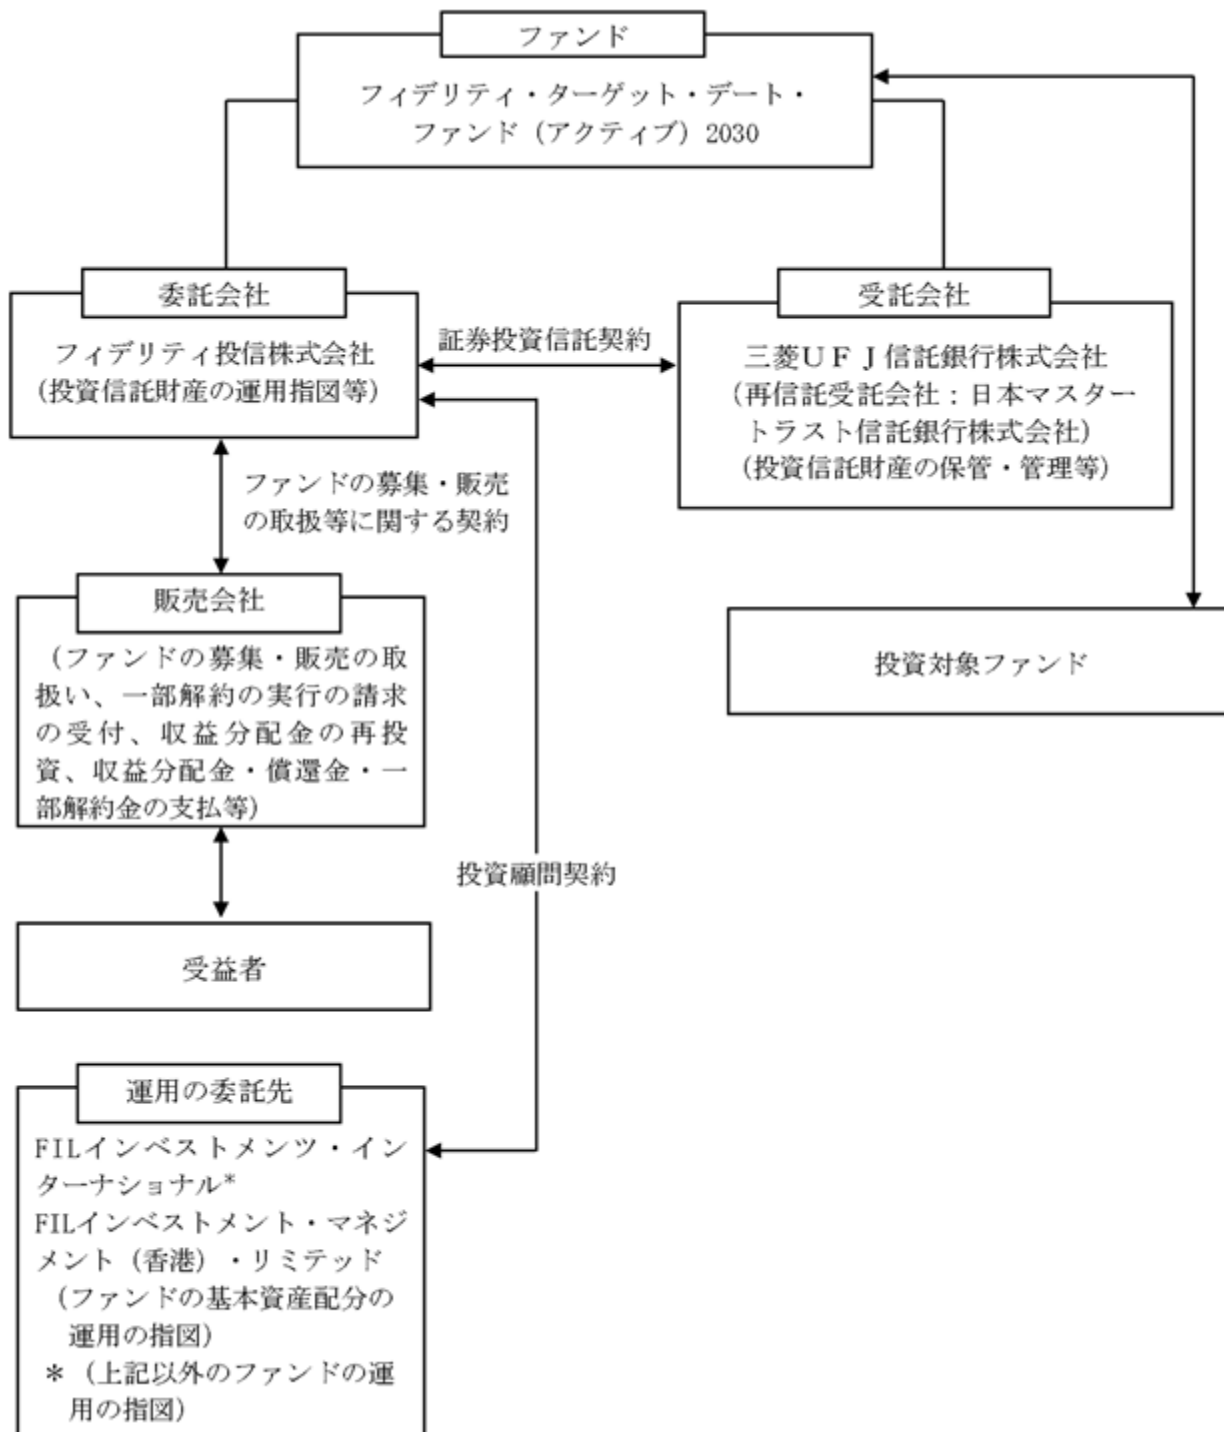 ファンド
フィデリティ・ターゲット・デート・
ファンド（アクティブ）2030
委託会社
フィデリティ投信株式会社
（投資信託財産の運用指図等）
証券投資信託契約
受託会社
三菱ＵＦＪ信託銀行株式会社
（再信託受託会社：日本マスター
トラスト信託銀行株式会社）
（投資信託財産の保管・管理等）
ファンドの募集・販売
の取扱等に関する契約
販売会社
（ファンドの募集・販売の取
扱い、一部解約の実行の請求
の受付、収益分配金の再投
資、収益分配金・償還金・一
部解約金の支払等）
投資対象ファンド
投資顧問契約
受益者
運用の委託先
FILインベストメンツ・イン
ターナショナル*
FILインベストメント・マネジ
メント（香港）・リミテッド
（ファンドの基本資産配分の
運用の指図）
＊（上記以外のファンドの運
用の指図）